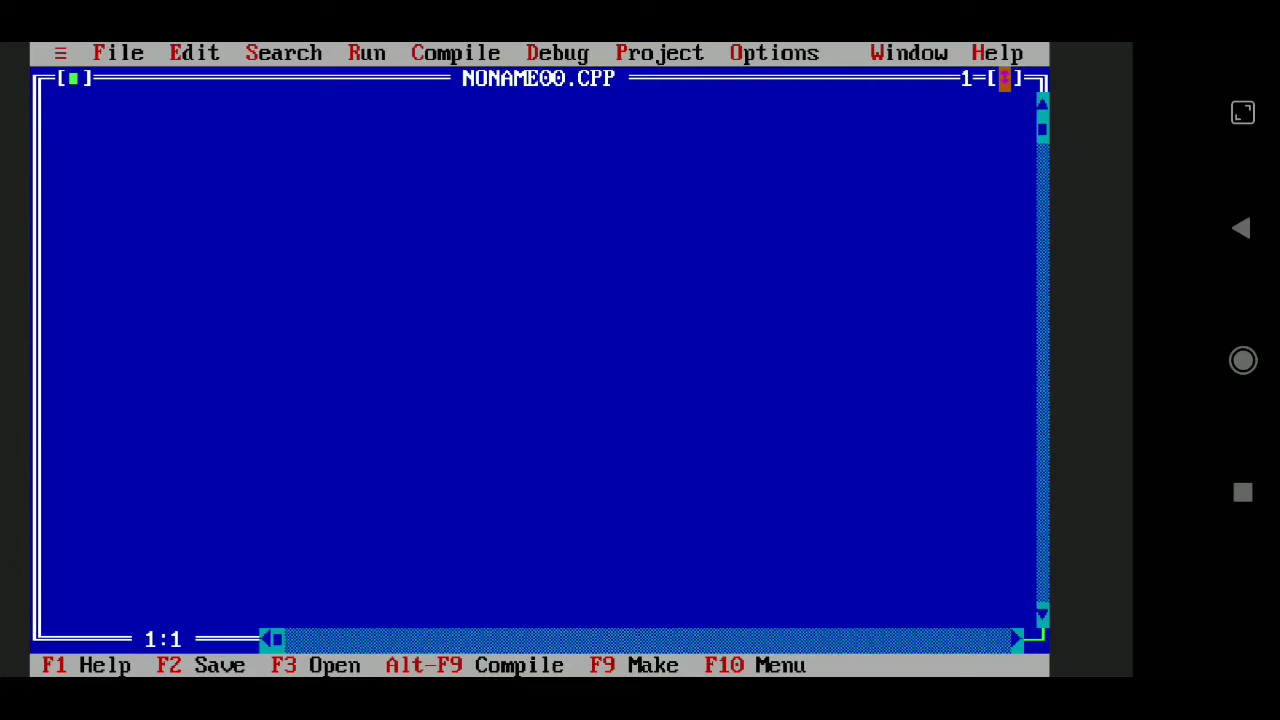 ≡ File Edit Search Run Compile Debug Project Options Window Help
[■] NONAME00.CPP 1=[↕]
1:1
F1 Help F2 Save F3 Open Alt-F9 Compile F9 Make F10 Menu